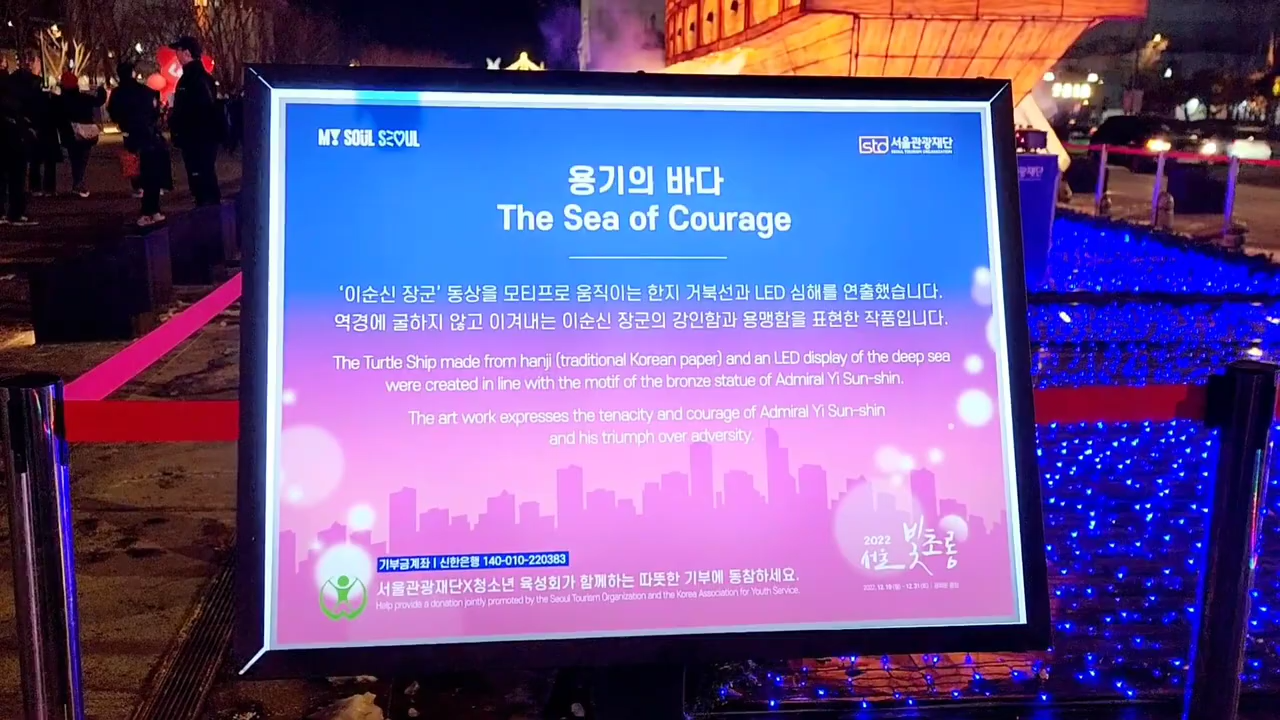 MY SOUL SEOUL
std 서울관광재단
SEOUL TOURISM ORGANIZATION
용기의 바다
The Sea of Courage
‘이순신 장군’ 동상을 모티프로 움직이는 한지 거북선과 LED 심해를 연출했습니다.
역경에 굴하지 않고 이겨내는 이순신 장군의 강인함과 용맹함을 표현한 작품입니다.
The Turtle Ship made from hanji (traditional Korean paper) and an LED display of the deep sea
were created in line with the motif of the bronze statue of Admiral Yi Sun-shin.
The art work expresses the tenacity and courage of Admiral Yi Sun-shin
and his triumph over adversity.
기부금계좌 | 신한은행 140-010-220383
서울관광재단X청소년 육성회가 함께하는 따뜻한 기부에 동참하세요.
Help provide a donation jointly promoted by the Seoul Tourism Organization and the Korea Association for Youth Service.
2022
서울 빛초롱